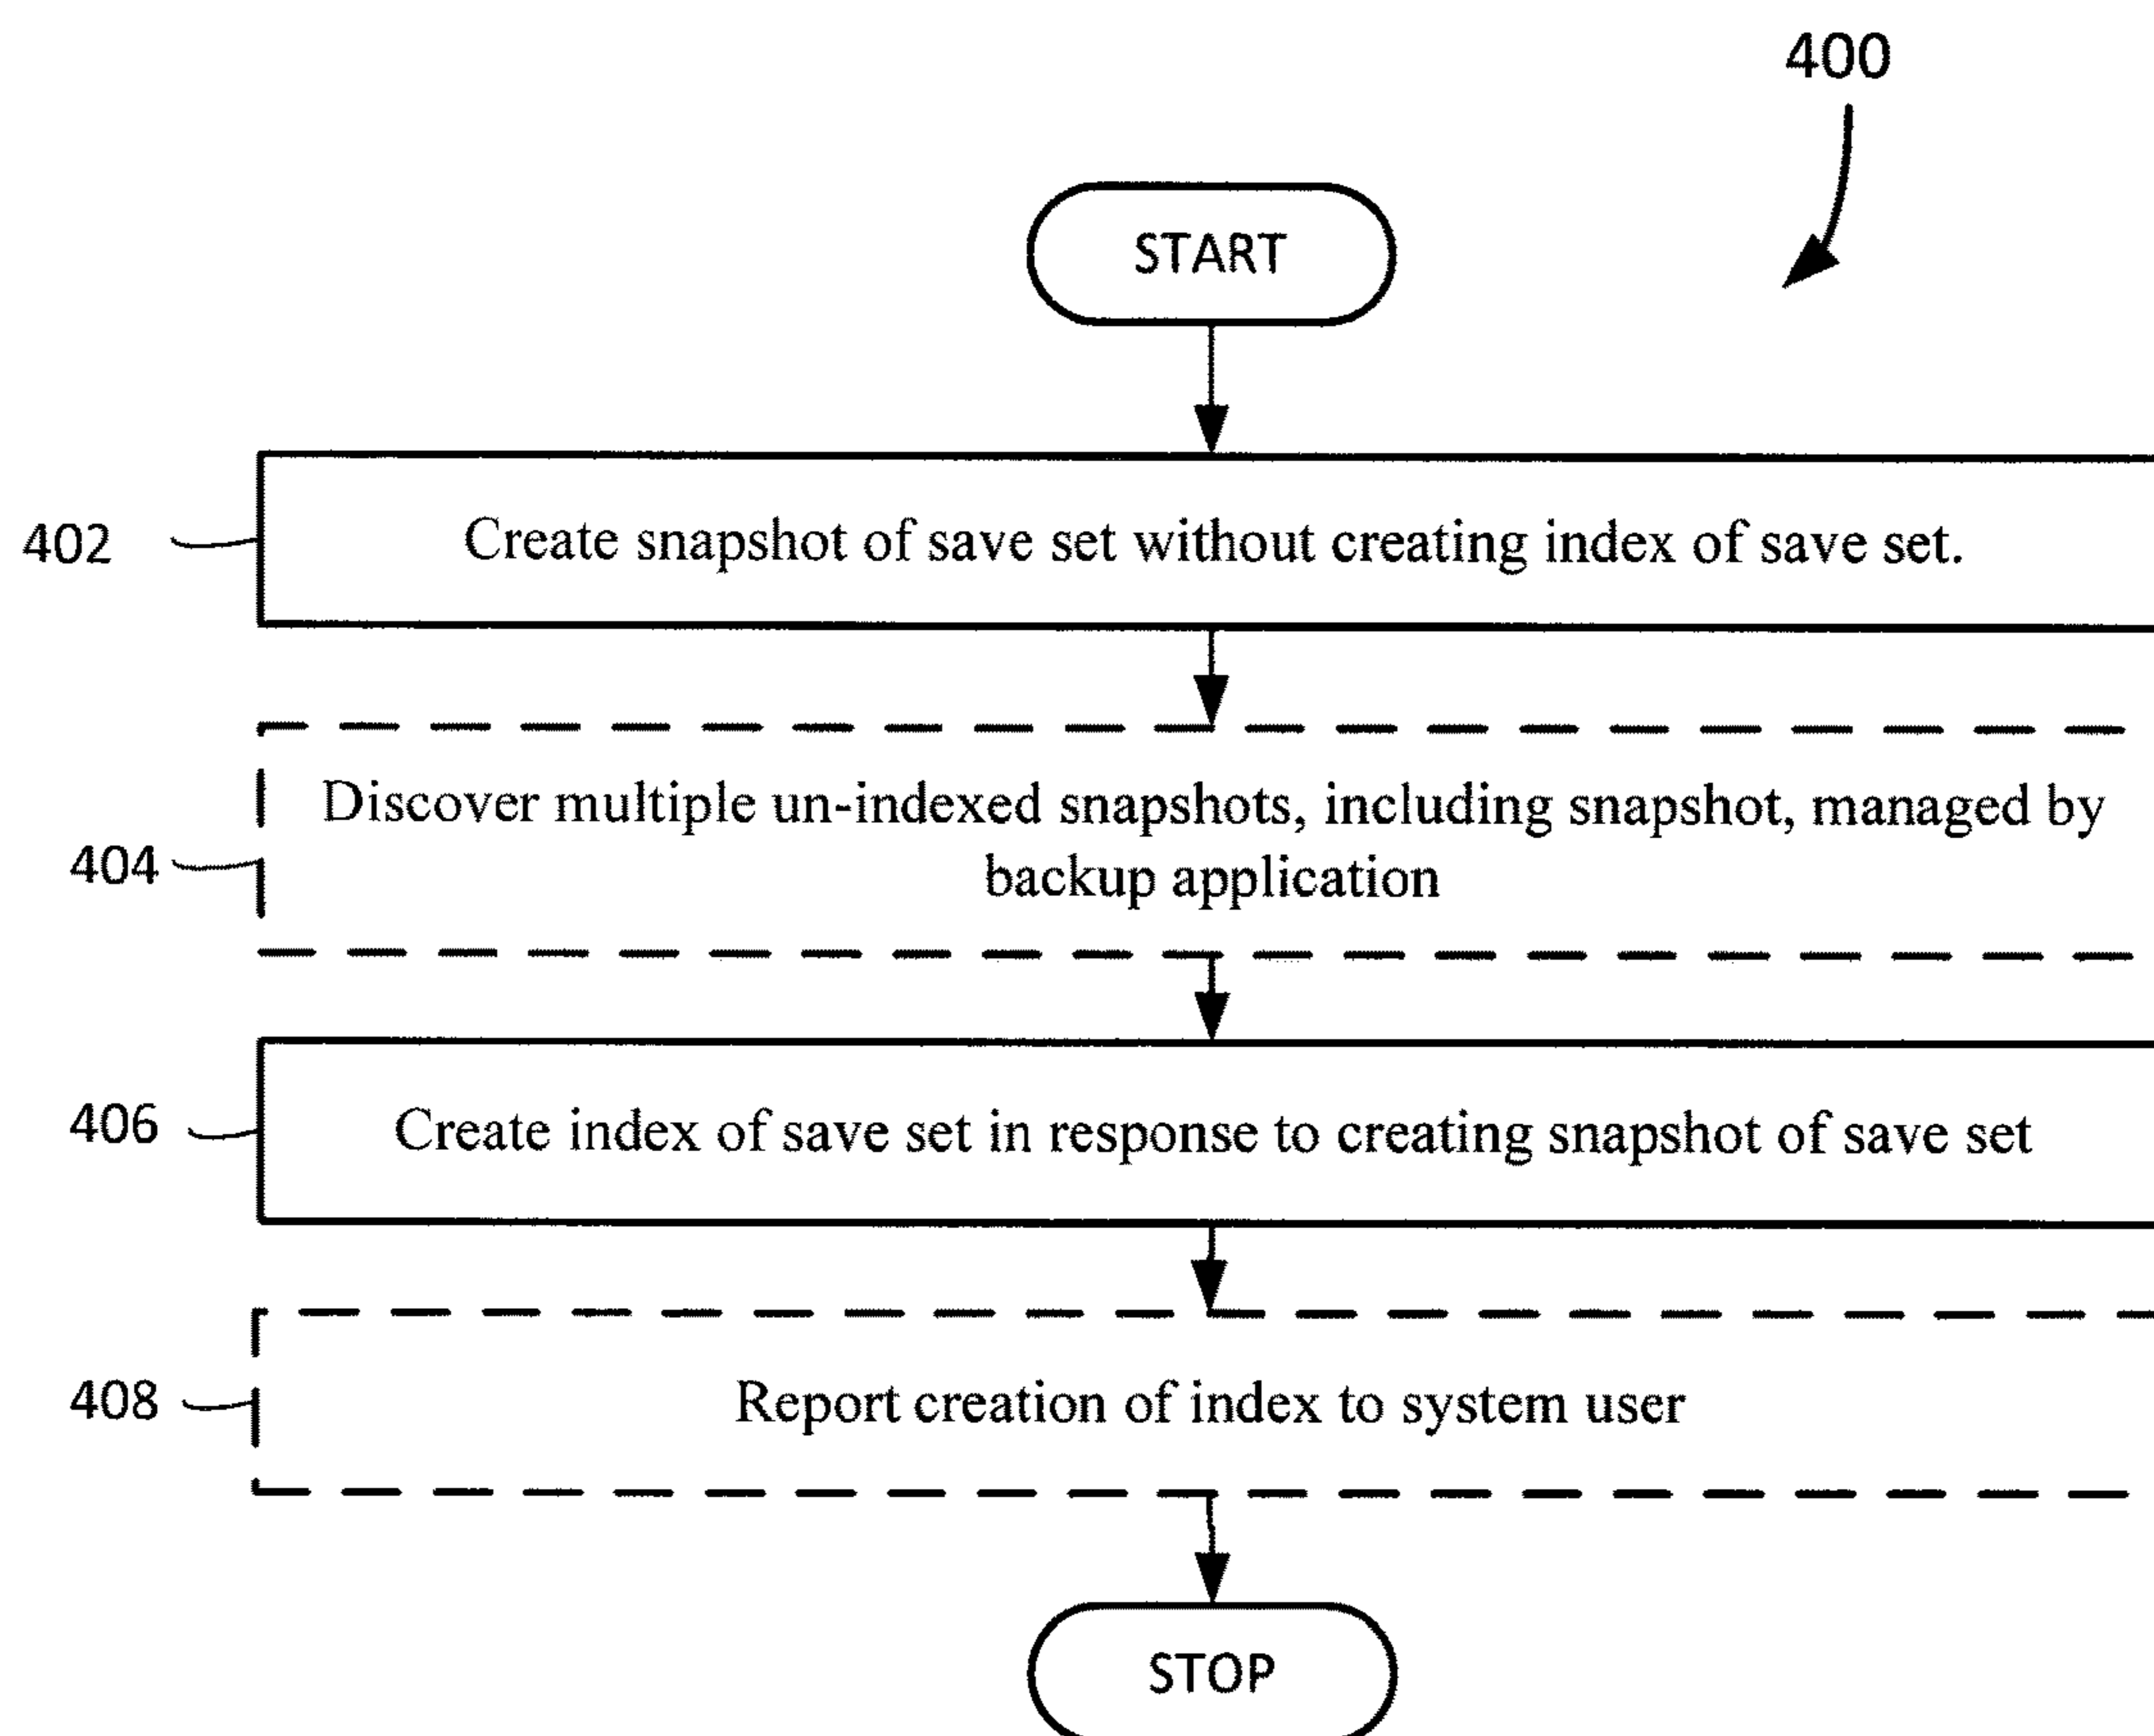 400
START
402
Create snapshot of save set without creating index of save set.
Discover multiple un-indexed snapshots, including snapshot, managed by
404
backup application
406
Create index of save set in response to creating snapshot of save set
408
Report creation of index to system user
STOP